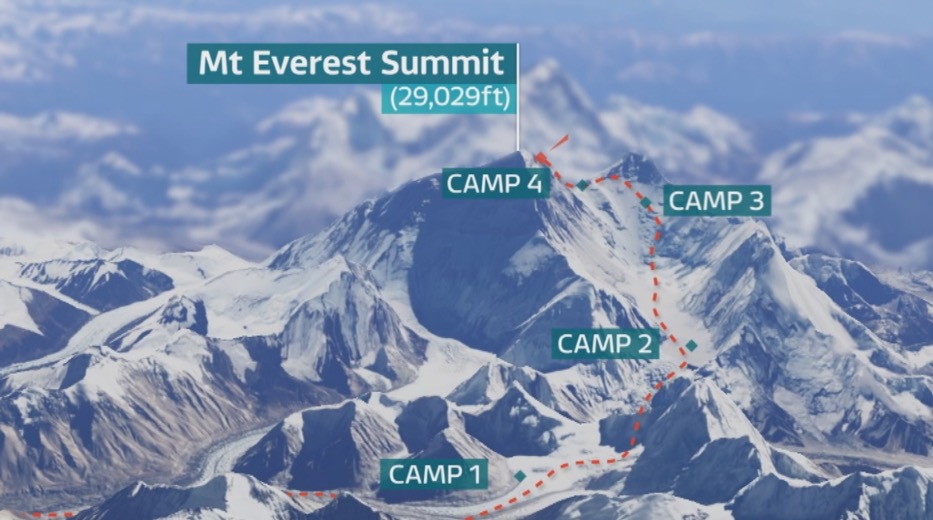 Mt Everest Summit
(29,029ft)
CAMP 4
CAMP 3
CAMP 2
CAMP 1